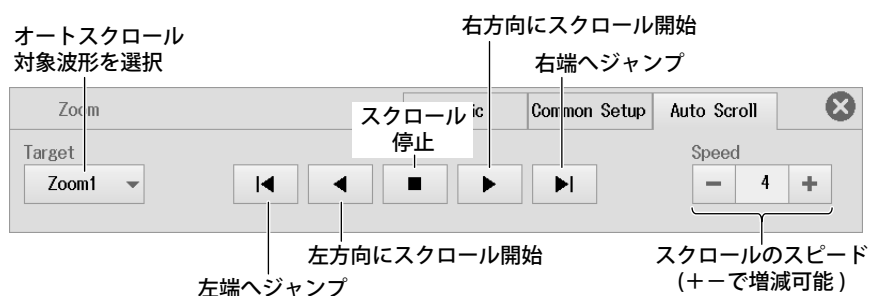 オートスクロール
対象波形を選択
右方向にスクロール開始
右端へジャンプ
Zoom
スクロール
停止
Common Setup
Auto Scroll
Target
Speed
Zoom1
4
左方向にスクロール開始
左端へジャンプ
スクロールのスピード
(+-で増減可能)